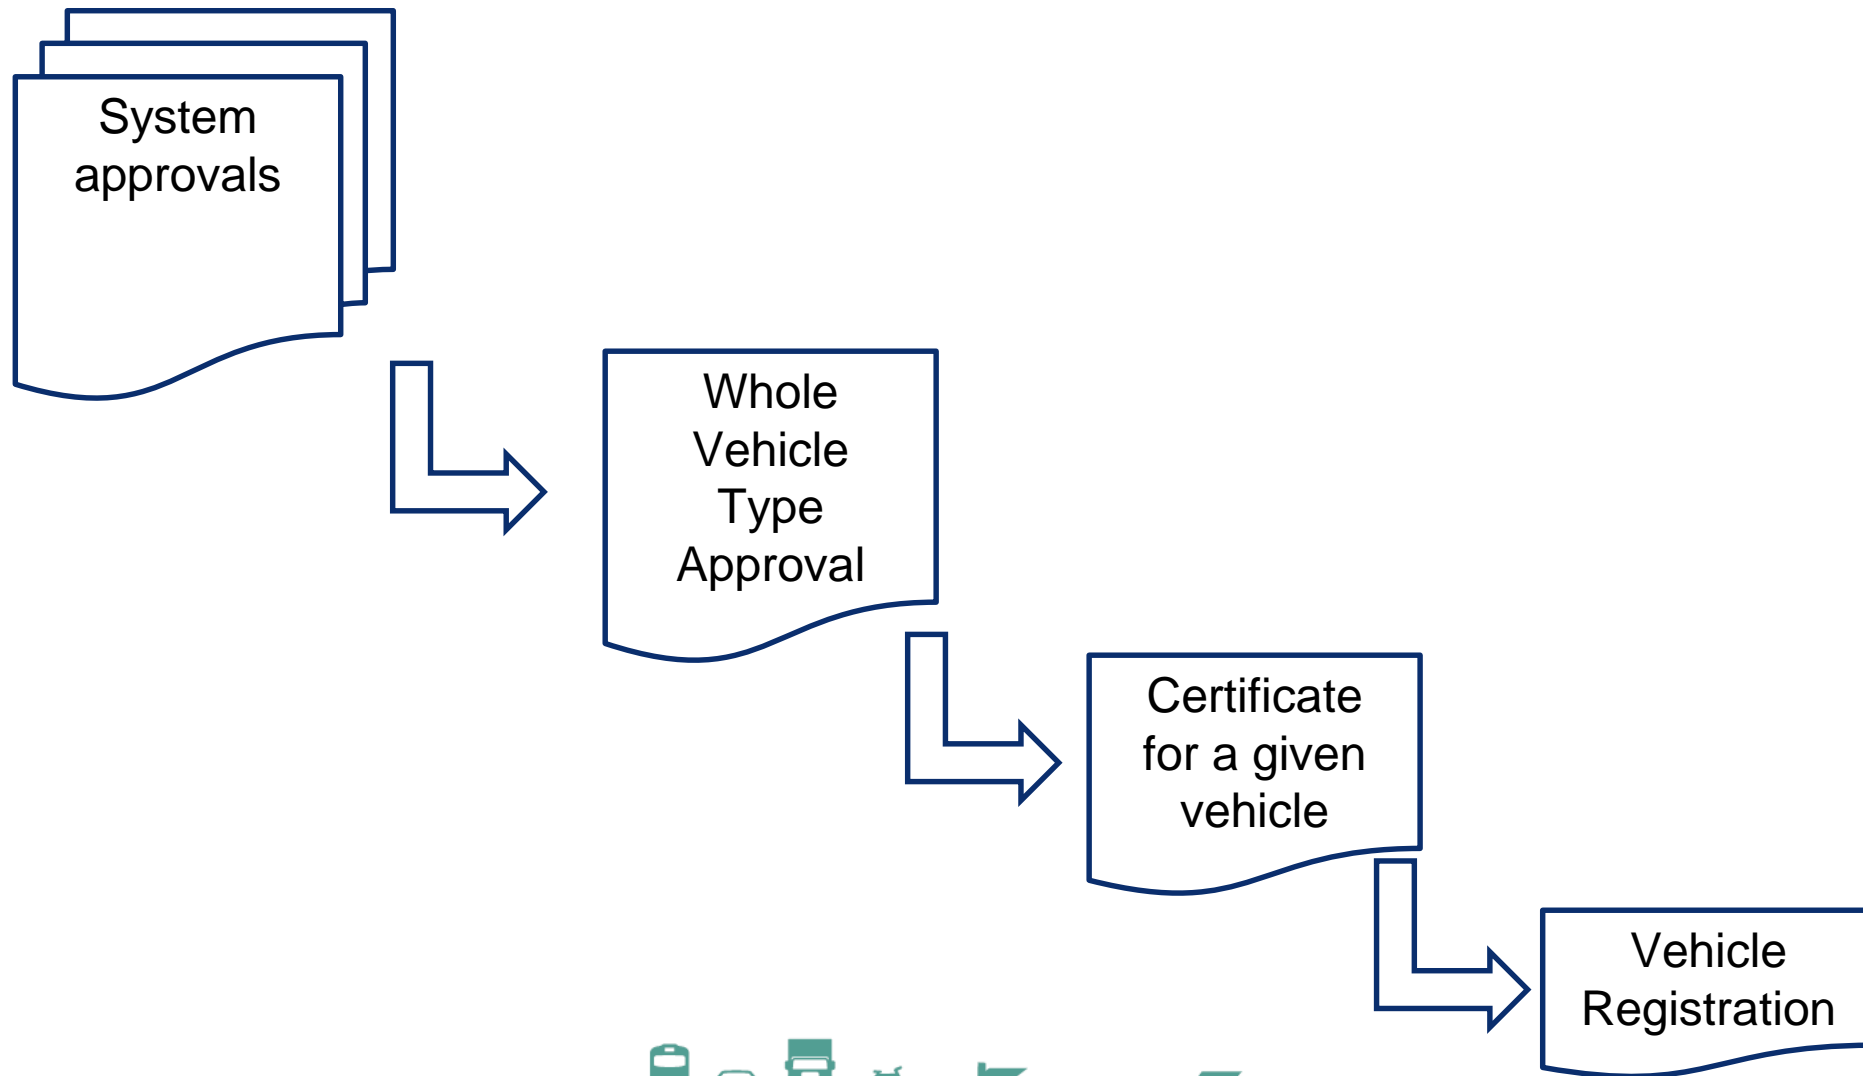 System
approvals
Whole
Vehicle
Type
Approval
Certificate
for a given
vehicle
Vehicle
Registration